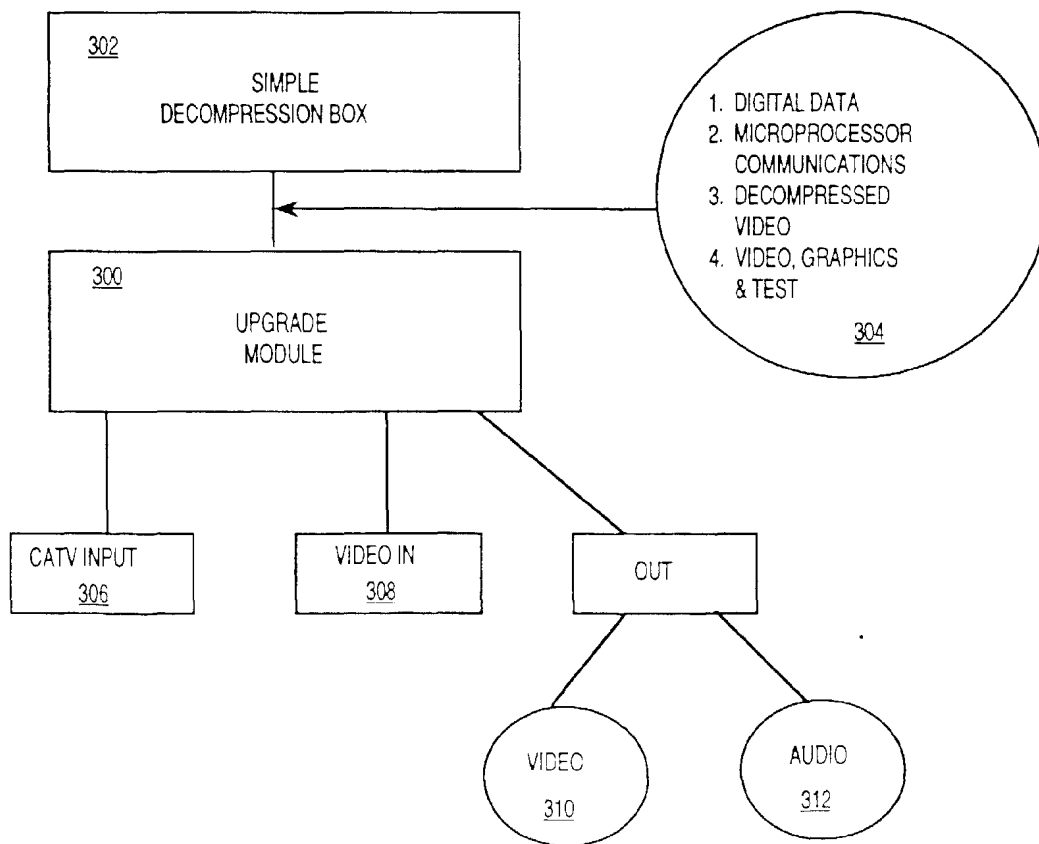 302
SIMPLE
DECOMPRESSION BOX
1. DIGITAL DATA
2. MICROPROCESSOR
COMMUNICATIONS
3. DECOMPRESSED
VIDEO
4. VIDEO, GRAPHICS
& TEST
304
300
UPGRADE
MODULE
CATV INPUT
306
VIDEO IN
308
OUT
VIDEO
310
AUDIO
312